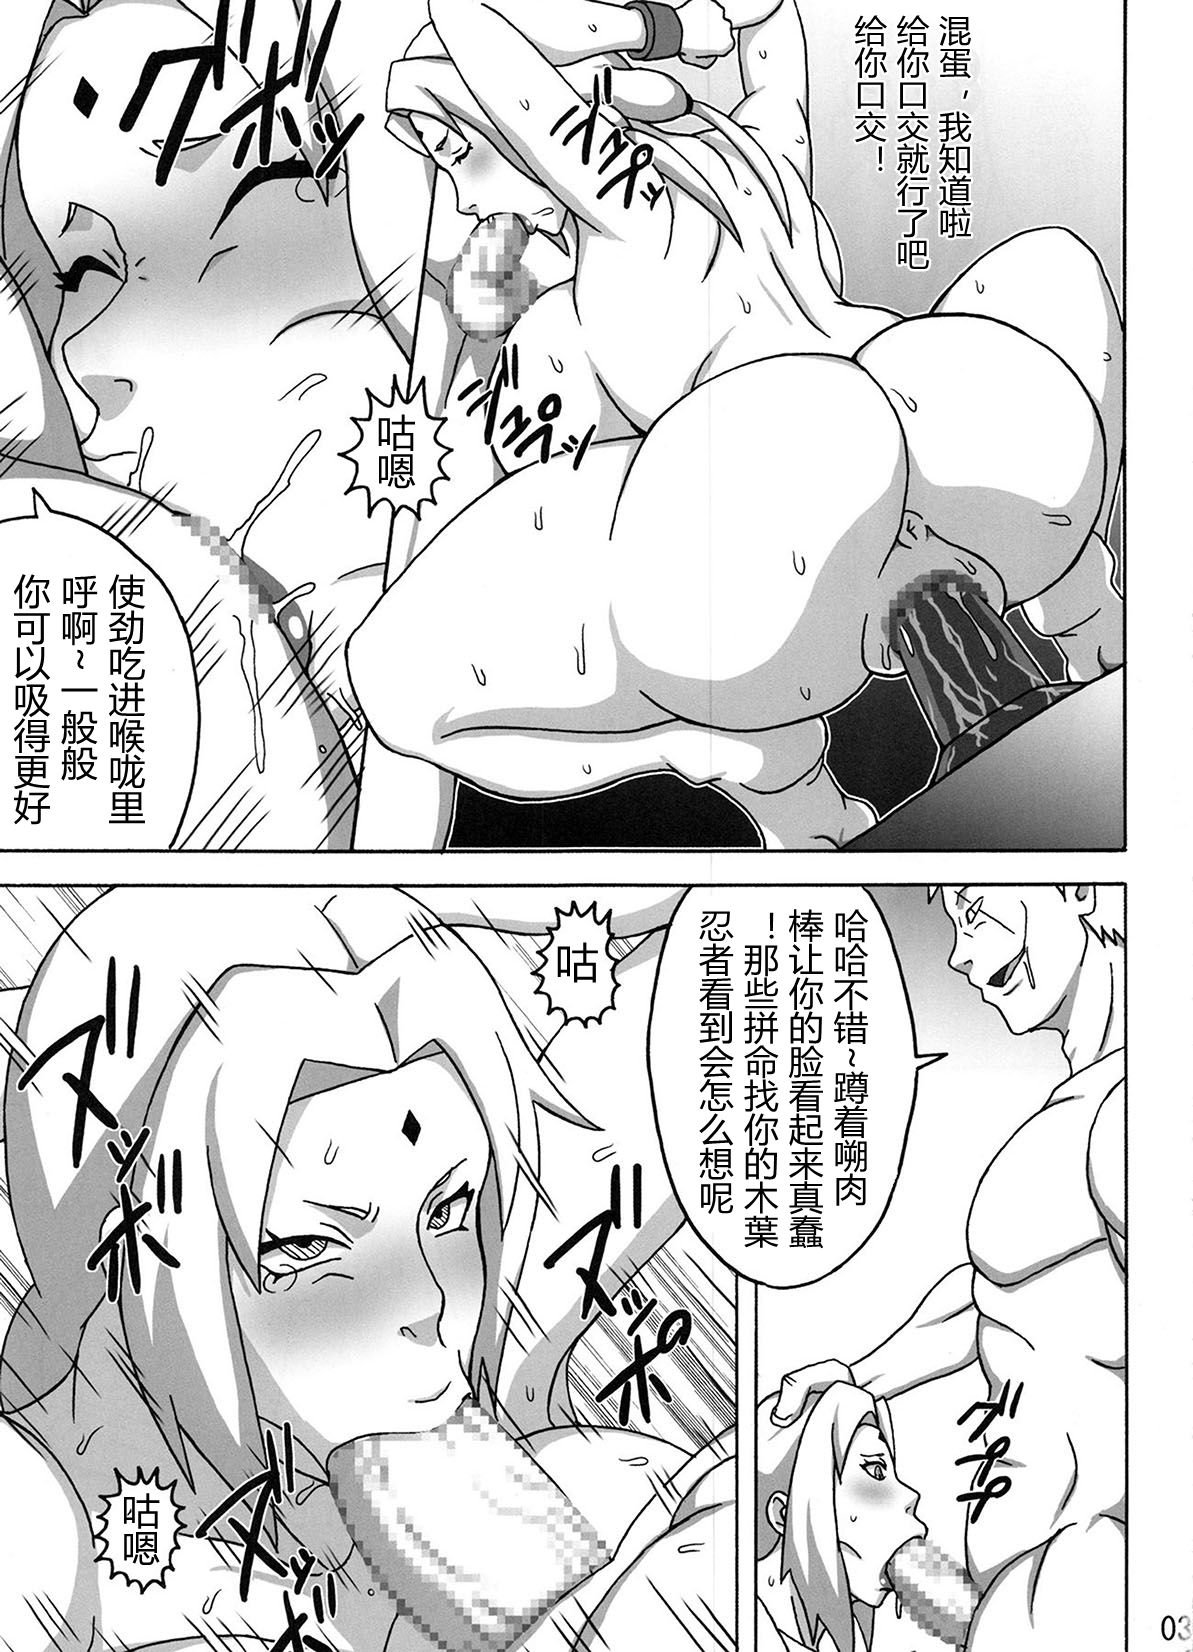 混蛋，我知道啦
给你口交就行了吧
给你口交！
グポッ
咕嗯
使劲吃进喉咙里
呼啊~一般般
你可以吸得更好
哈哈不错~蹲着嗍肉
棒让你的脸看起来真蠢
！那些拼命找你的木葉
忍者看到会怎么想呢
咕
咕嗯
03